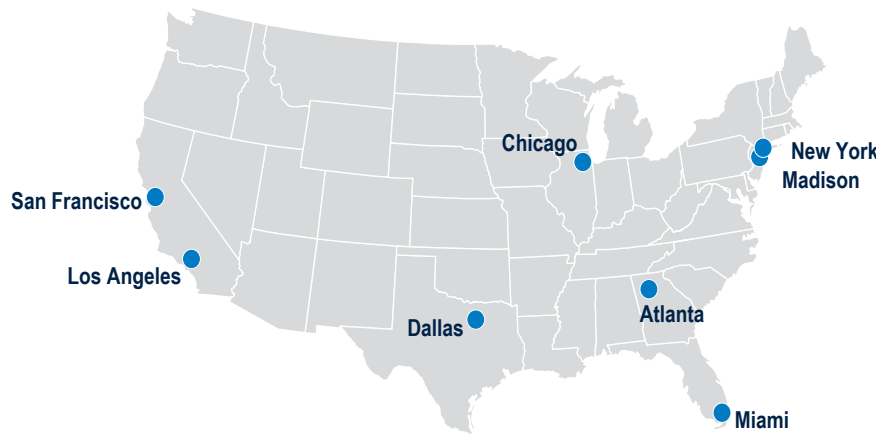 Chicago
New York
Madison
San Francisco
Los Angeles
Atlanta
Dallas
Miami